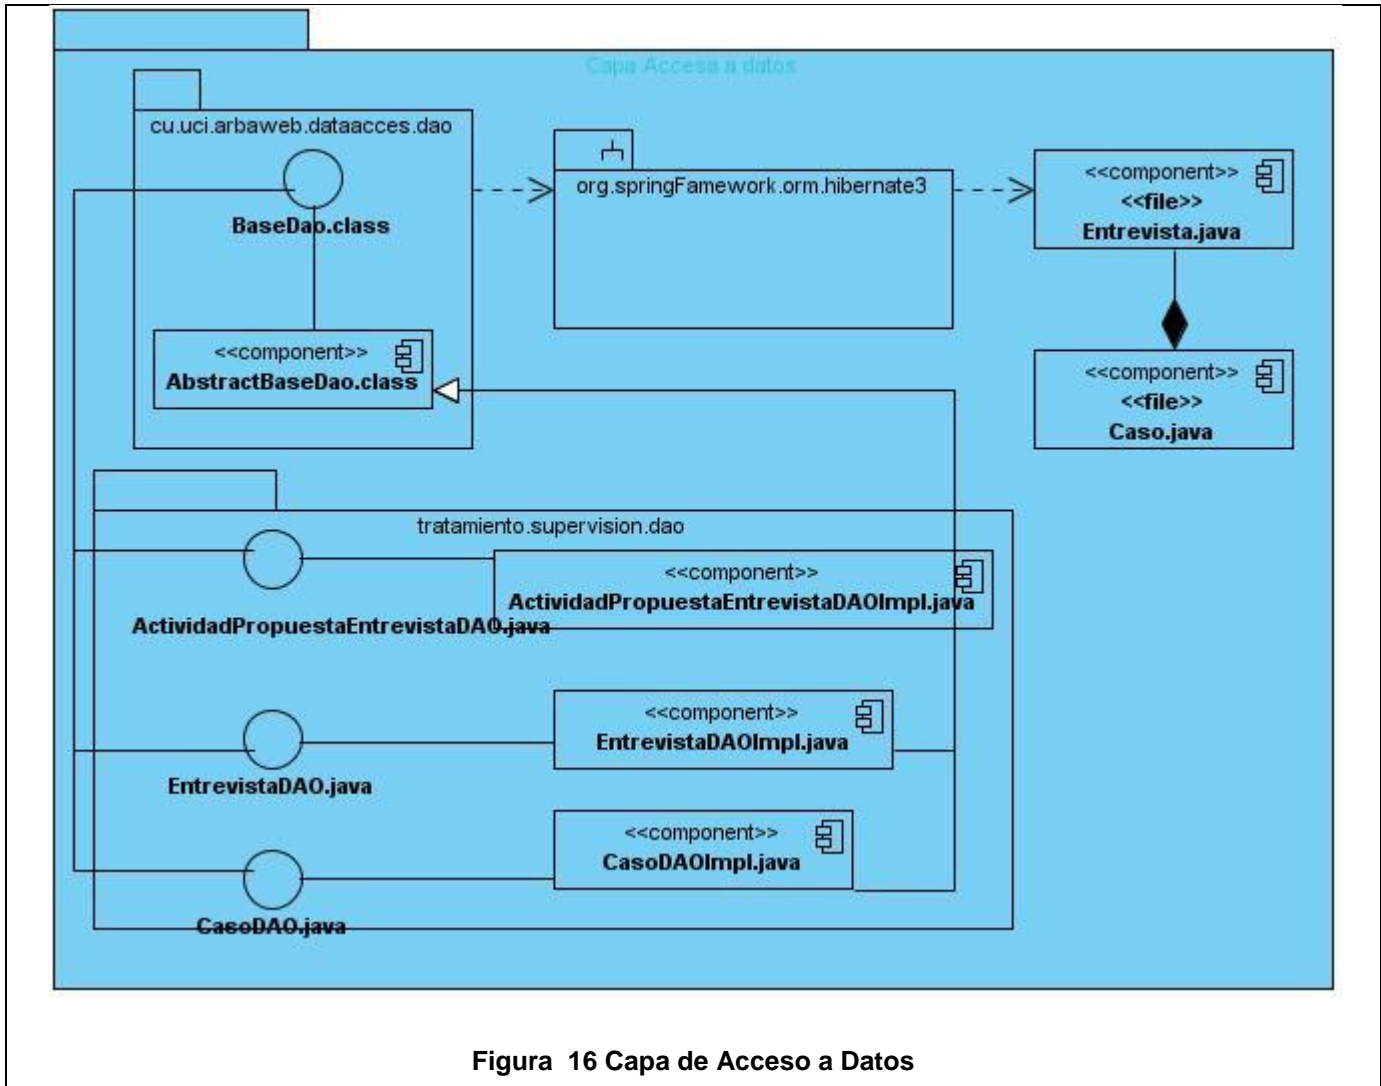 Capa Accesa a datos
cu.uci.arbaweb.dataacces.dao
BaseDao.class
<<component>>
AbstractBaseDao.class
org.springFamework.orm.hibernate3
<<component>>
<<file>>
Entrevista.java
<<component>>
<<file>>
Caso.java
tratamiento.supervision.dao
ActividadPropuestaEntrevistaDAO.java
<<component>>
ActividadPropuestaEntrevistaDAOImpl.java
EntrevistaDAO.java
<<component>>
EntrevistaDAOImpl.java
CasoDAO.java
<<component>>
CasoDAOImpl.java
Figura  16 Capa de Acceso a Datos